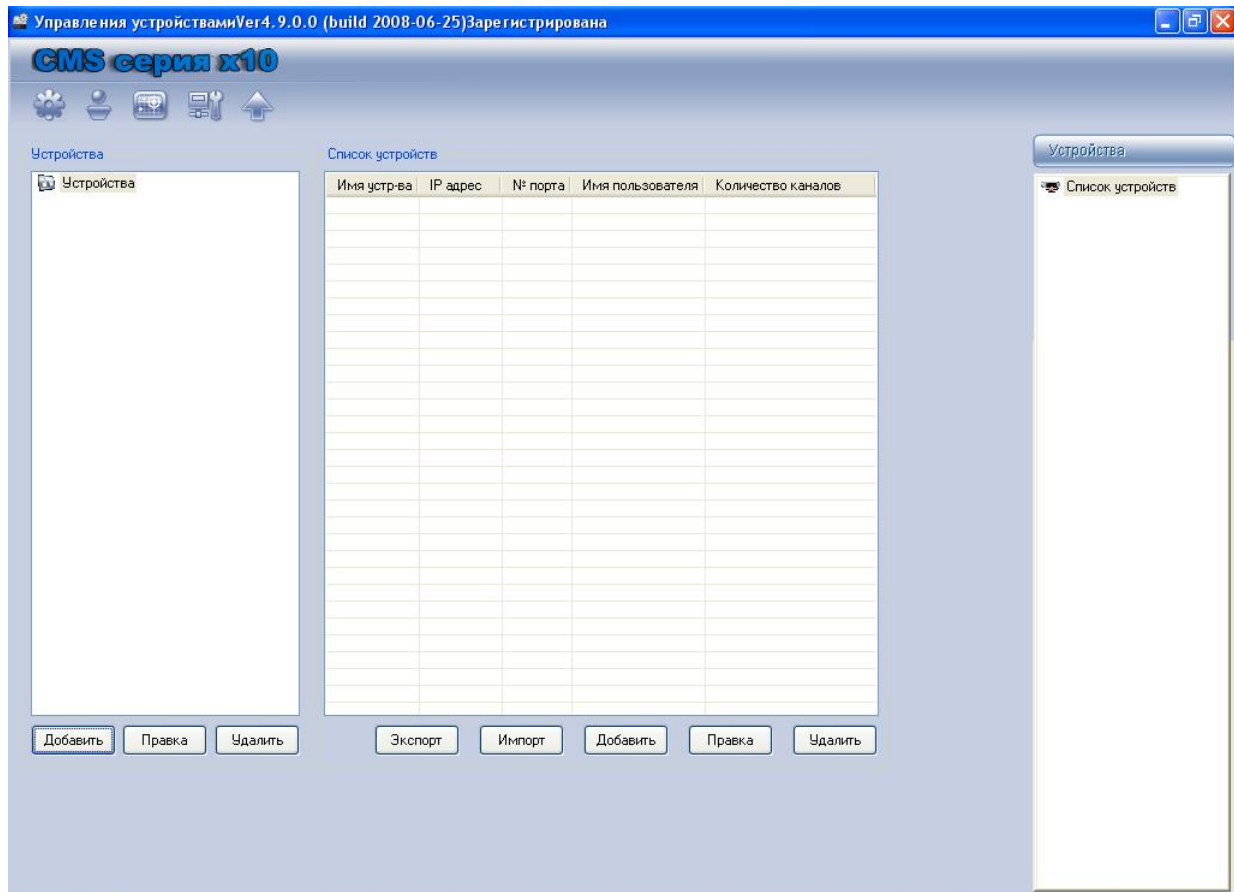 Управления устройствамиVer4.9.0.0 (build 2008-06-25)Зарегистрирована
CMS серия x10
Устройства
Список устройств
Устройства
Устройства
Имя устр-ва IP адрес № порта Имя пользователя Количество каналов
Список устройств
Добавить Правка Удалить
Экспорт Импорт Добавить Правка Удалить